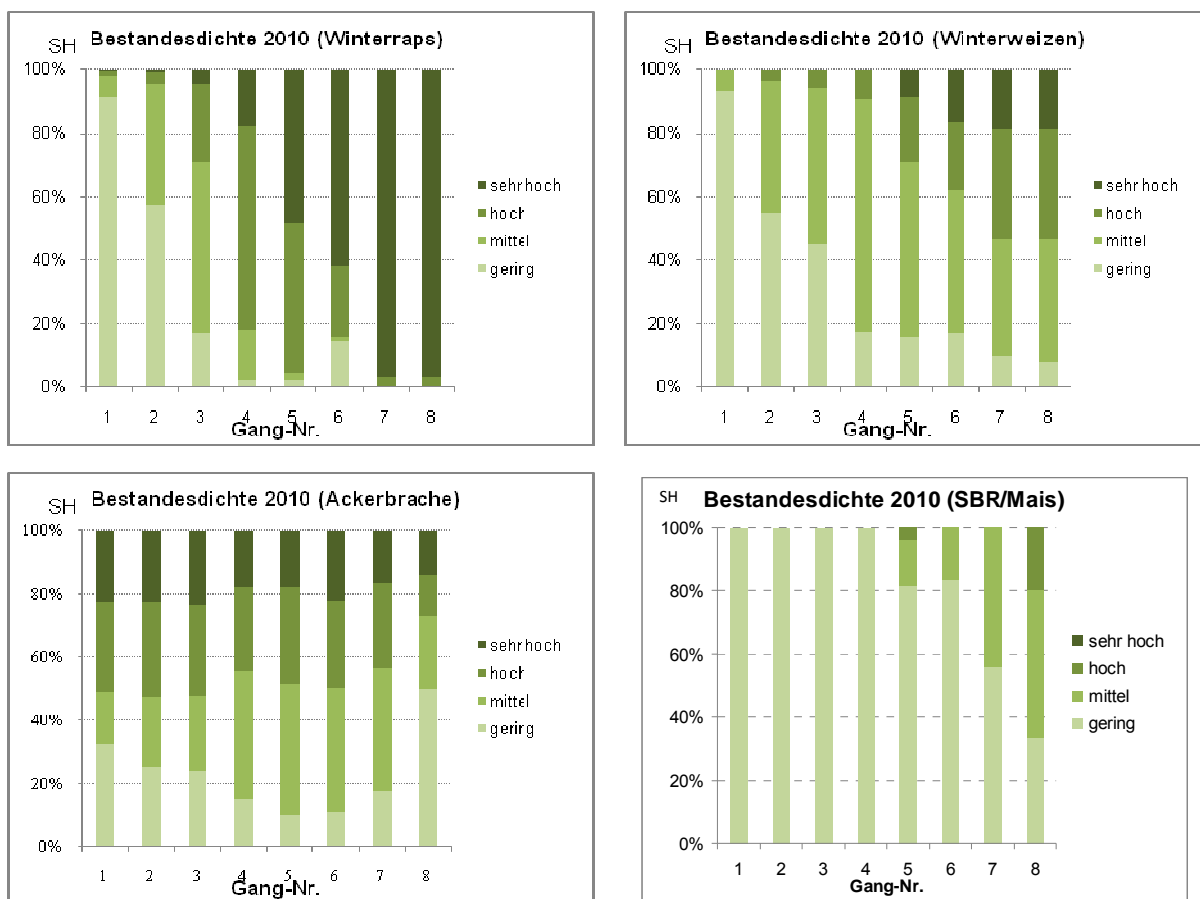 SH Bestandesdichte 2010 (Winterraps)
100%
80%
60%
40%
20%
0%
sehr hoch
hoch
mittel
gering
1 2 3 4 5 6 7 8
Gang-Nr.
SH Bestandesdichte 2010 (Winterweizen)
100%
80%
60%
40%
20%
0%
sehr hoch
hoch
mittel
gering
1 2 3 4 5 6 7 8
Gang-Nr.
SH Bestandesdichte 2010 (Ackerbrache)
100%
80%
60%
40%
20%
0%
sehr hoch
hoch
mittel
gering
1 2 3 4 5 6 7 8
Gang-Nr.
SH Bestandesdichte 2010 (SBR/Mais)
100%
80%
60%
40%
20%
0%
sehr hoch
hoch
mittel
gering
1 2 3 4 5 6 7 8
Gang-Nr.